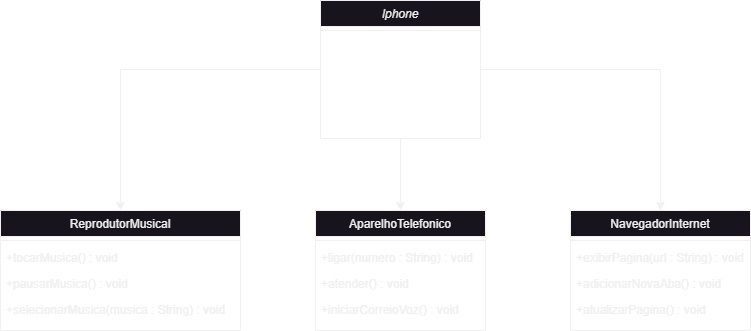 Iphone
ReprodutorMusical
+tocarMusica() : void
+pausarMusica() : void
+selecionarMusica(musica : String) : void
AparelhoTelefonico
+ligar(numero : String) : void
+atender() : void
+iniciarCorreioVoz() : void
NavegadorInternet
+exibirPagina(url : String) : void
+adicionarNovaAba() : void
+atualizarPagina() : void